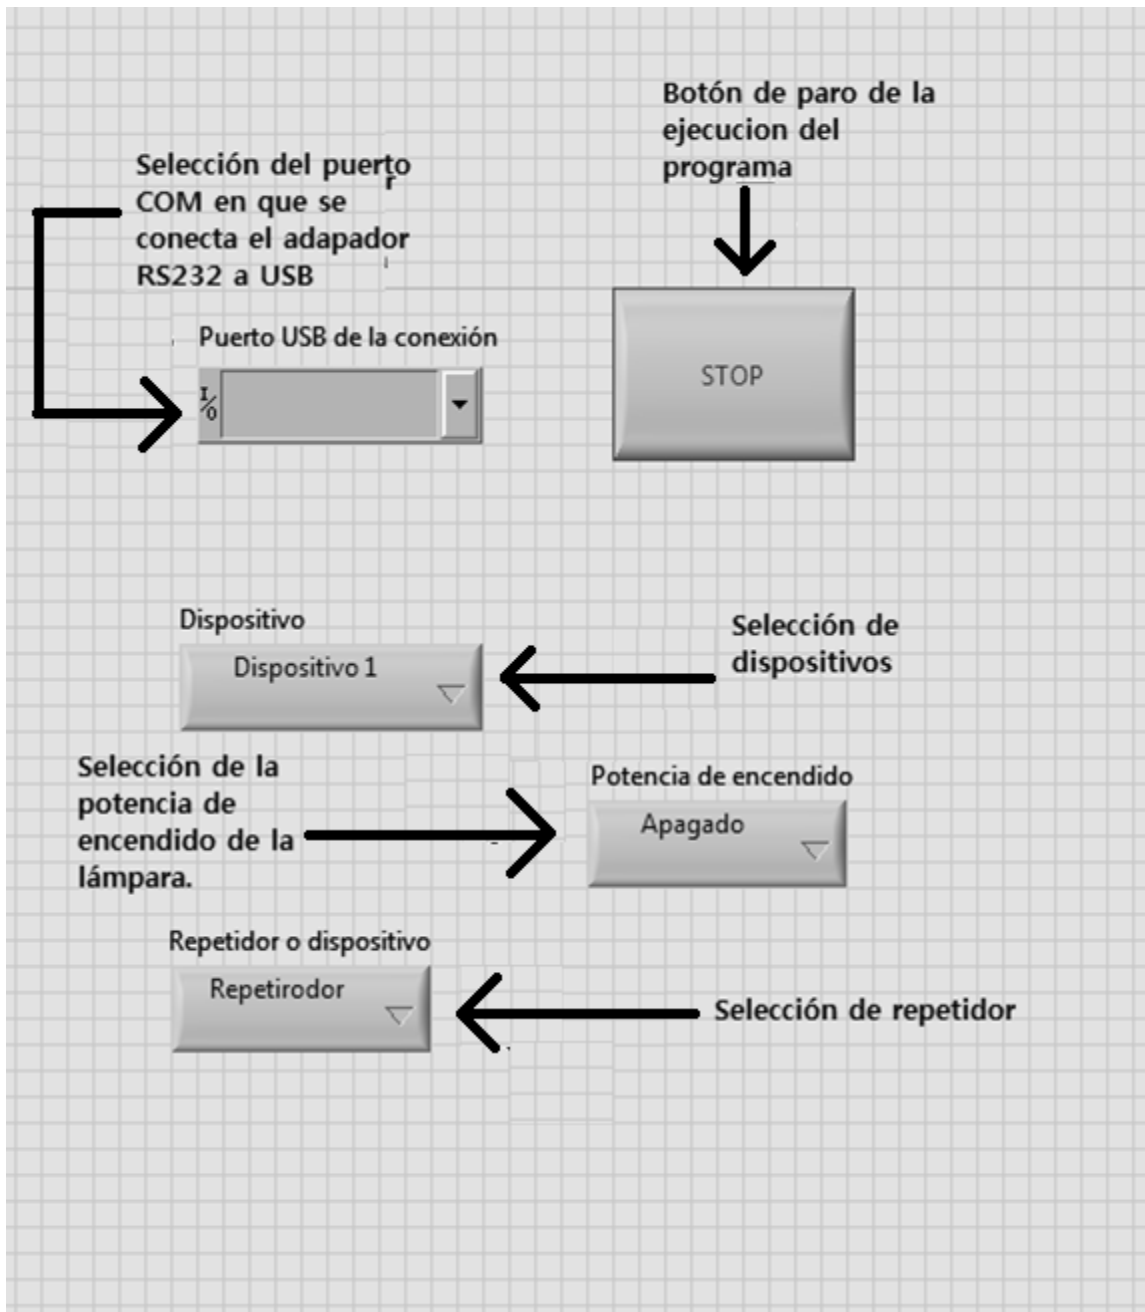 Botón de paro de la
ejecucion del
programa
Selección del puerto
COM en que se
conecta el adapador
RS232 a USB
Puerto USB de la conexión
I/O
STOP
Dispositivo
Dispositivo 1
Selección de
dispositivos
Selección de la
potencia de
encendido de la
lámpara.
Potencia de encendido
Apagado
Repetidor o dispositivo
Repetirodor
Selección de repetidor